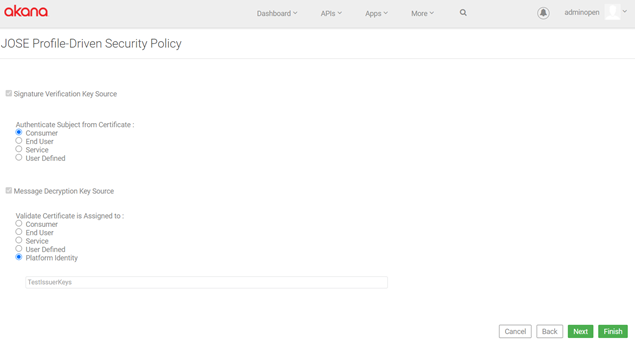 akana
Dashboard APIs Apps More adminopen
JOSE Profile-Driven Security Policy
Signature Verification Key Source
Authenticate Subject from Certificate :
Consumer
End User
Service
User Defined
Message Decryption Key Source
Validate Certificate is Assigned to :
Consumer
End User
Service
User Defined
Platform Identity
TestIssuerKeys
Cancel Back Next Finish